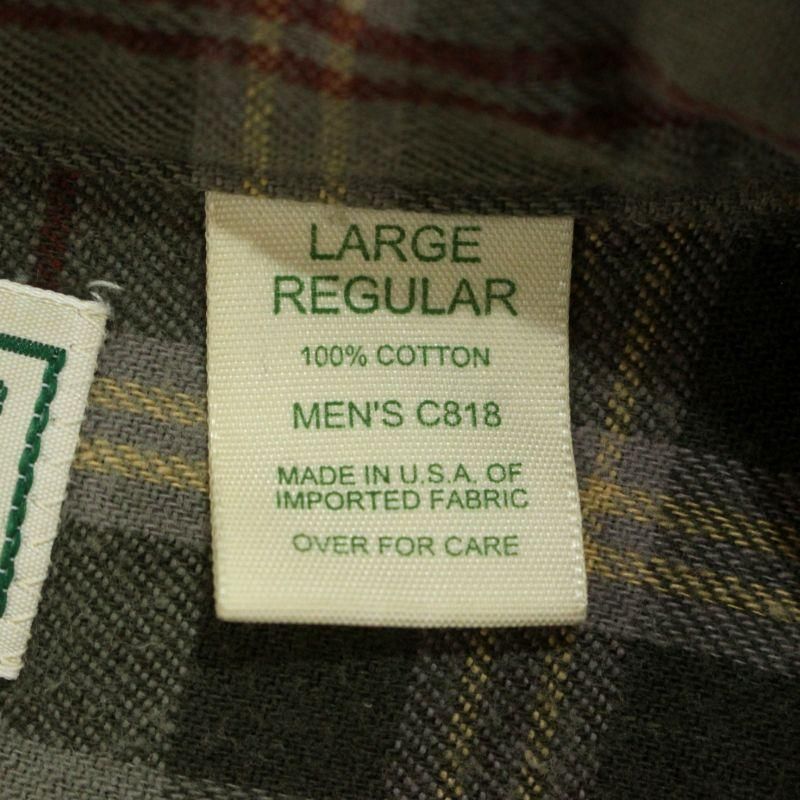 LARGE
REGULAR
100% COTTON
MEN'S C818
MADE IN U.S.A. OF
IMPORTED FABRIC
OVER FOR CARE